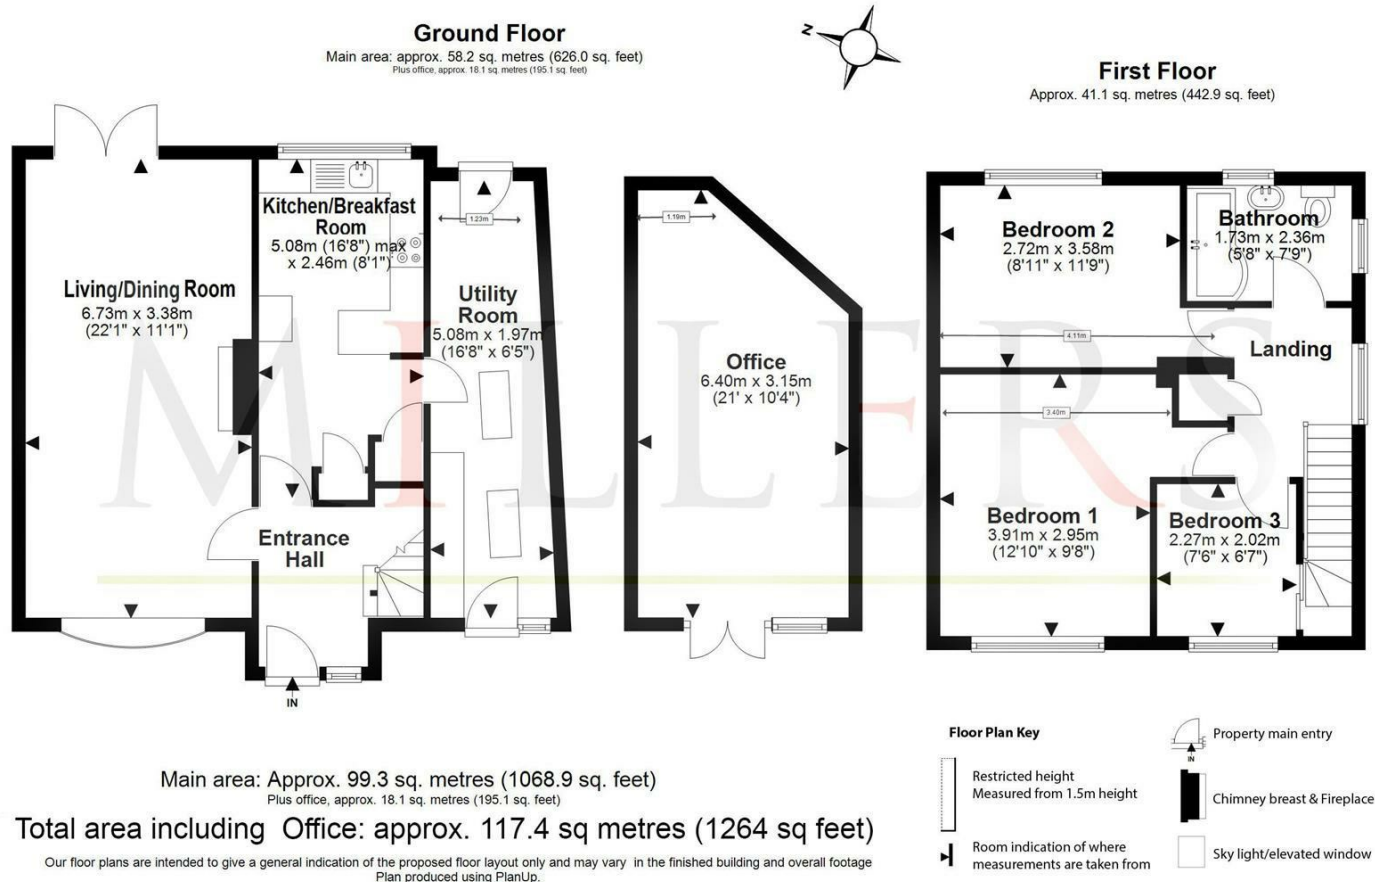 Ground Floor
Main area: approx. 58.2 sq. metres (626.0 sq. feet)
Plus office, approx. 18.1 sq. metres (195.1 sq. feet)
N
First Floor
Approx. 41.1 sq. metres (442.9 sq. feet)
Living/Dining Room
6.73m x 3.38m
(22'1" x 11'1")
Kitchen/Breakfast
Room
5.08m (16'8") max
x 2.46m (8'1")
1.23m
Utility
Room
5.08m x 1.97m
(16'8" x 6'5")
Entrance
Hall
IN
1.19m
Office
6.40m x 3.15m
(21' x 10'4")
Bedroom 2
2.72m x 3.58m
(8'11" x 11'9")
4.11m
Bathroom
1.73m x 2.36m
(5'8" x 7'9")
Landing
3.40m
Bedroom 1
3.91m x 2.95m
(12'10" x 9'8")
Bedroom 3
2.27m x 2.02m
(7'6" x 6'7")
MILLERS
Main area: Approx. 99.3 sq. metres (1068.9 sq. feet)
Plus office, approx. 18.1 sq. metres (195.1 sq. feet)
Total area including Office: approx. 117.4 sq metres (1264 sq feet)
Our floor plans are intended to give a general indication of the proposed floor layout only and may vary in the finished building and overall footage
Plan produced using PlanUp.
Floor Plan Key
Restricted height
Measured from 1.5m height
Room indication of where
measurements are taken from
IN
Property main entry
Chimney breast & Fireplace
Sky light/elevated window